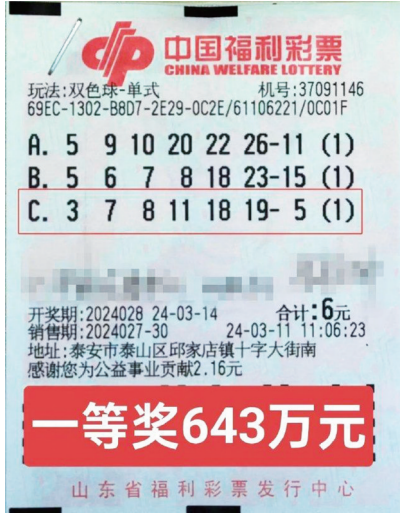 中国福利彩票
CHINA WELFARE LOTTERY
玩法:双色球-单式 机号:37091146
69EC-1302-B8D7-2E29-0C2E/61106221/0C01F
A. 5 9 10 20 22 26-11 (1)
B. 5 6 7 8 18 23-15 (1)
C. 3 7 8 11 18 19- 5 (1)
开奖期:2024028 24-03-14 合计:6元
销售期:2024027-30 24-03-11 11:06:23
地址:泰安市泰山区邱家店镇十字大街南
感谢您为公益事业贡献2.16元
一等奖643万元
山东省福利彩票发行中心